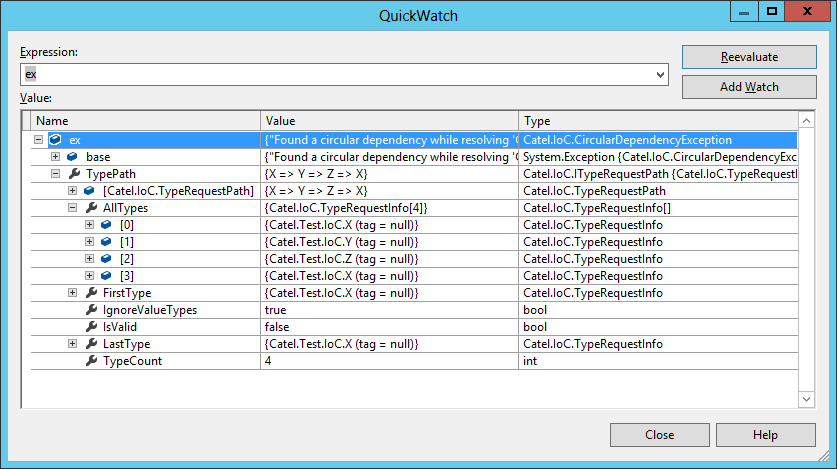 QuickWatch
Expression:
Reevaluate
ex
Add Watch
Value:
Name Value Type
ex {"Found a circular dependency while resolving 'C Catel.IoC.CircularDependencyException
base {"Found a circular dependency while resolving 'C System.Exception {Catel.IoC.CircularDependencyExc
TypePath {X => Y => Z => X} Catel.IoC.ITypeRequestPath {Catel.IoC.TypeRequestI
[Catel.IoC.TypeRequestPath] {X => Y => Z => X} Catel.IoC.TypeRequestPath
AllTypes {Catel.IoC.TypeRequestInfo[4]} Catel.IoC.TypeRequestInfo[]
[0] {Catel.Test.IoC.X (tag = null)} Catel.IoC.TypeRequestInfo
[1] {Catel.Test.IoC.Y (tag = null)} Catel.IoC.TypeRequestInfo
[2] {Catel.Test.IoC.Z (tag = null)} Catel.IoC.TypeRequestInfo
[3] {Catel.Test.IoC.X (tag = null)} Catel.IoC.TypeRequestInfo
FirstType {Catel.Test.IoC.X (tag = null)} Catel.IoC.TypeRequestInfo
IgnoreValueTypes true bool
IsValid false bool
LastType {Catel.Test.IoC.X (tag = null)} Catel.IoC.TypeRequestInfo
TypeCount 4 int
Close Help